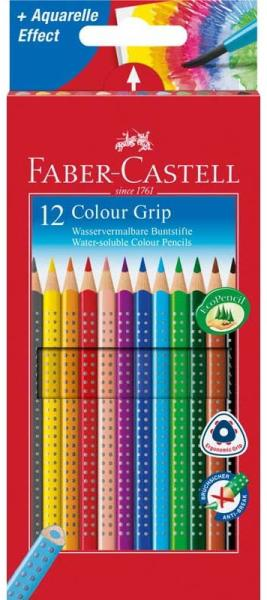 + Aquarelle
Effect
FABER-CASTELL
since 1761
12 Colour Grip
Wasservermalbare Buntstifte
Water-soluble Colour Pencils
EcoPencil
Ergonomic Grip
BRUCHSICHER
ANTI-BREAK